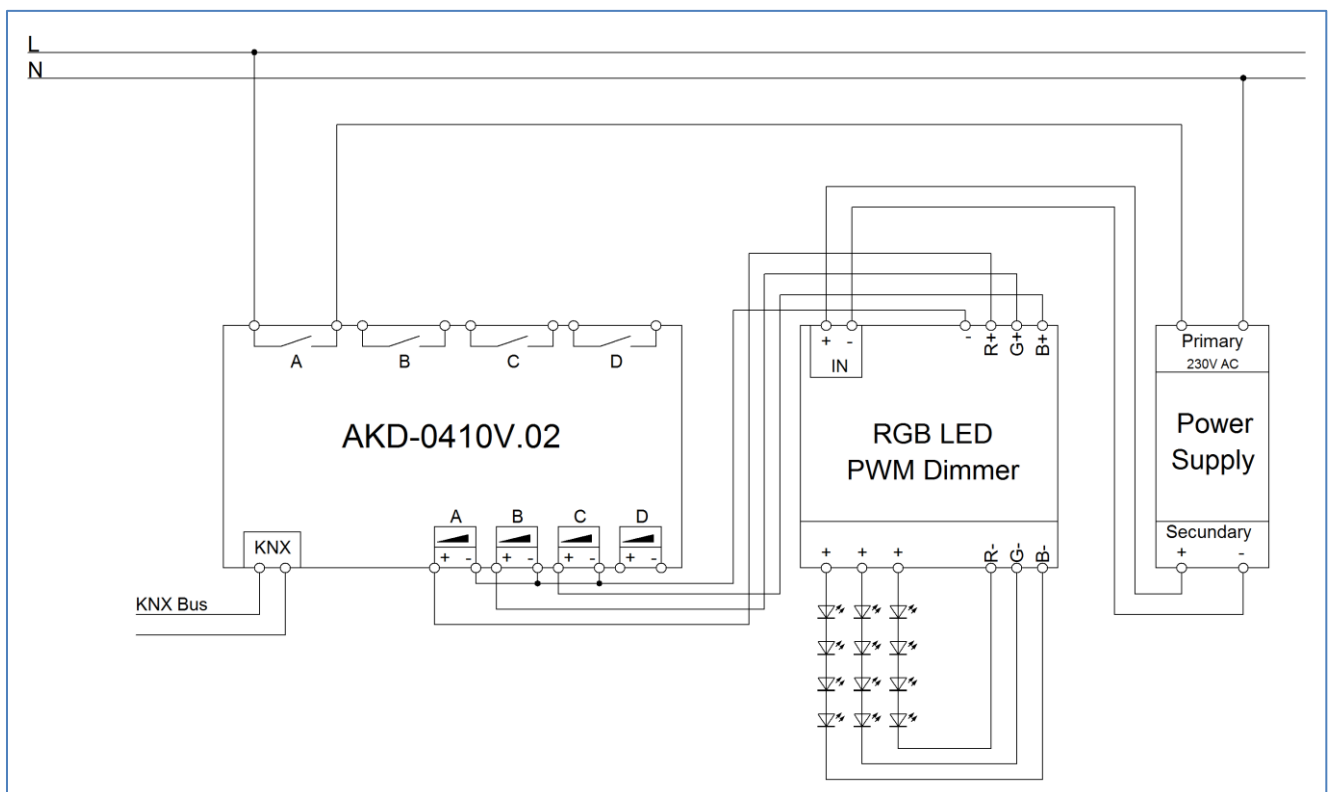 L
N
+ - - R+ G+ B+
IN
Primary
230V AC
A B C D
AKD-0410V.02
RGB LED
PWM Dimmer
Power
Supply
A B C D
+ - + - + - + -
KNX
+ + + R- G- B-
Secundary
+ -
KNX Bus